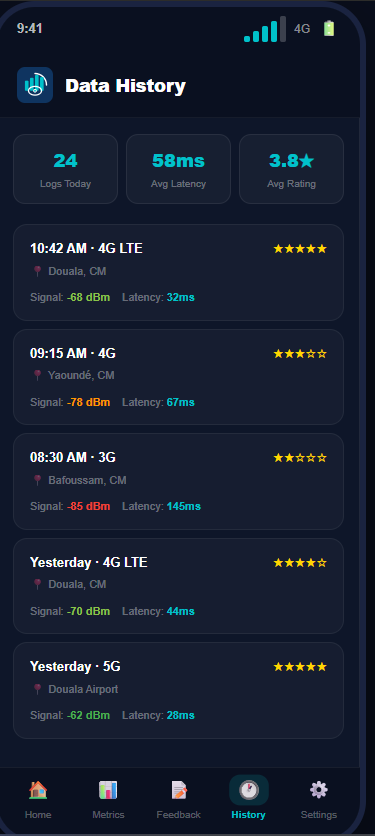 9:41 4G
Data History
24 58ms 3.8★
Logs Today Avg Latency Avg Rating
10:42 AM · 4G LTE ★★★★★
Douala, CM
Signal: -68 dBm Latency: 32ms
09:15 AM · 4G ★★★☆☆
Yaoundé, CM
Signal: -78 dBm Latency: 67ms
08:30 AM · 3G ★★☆☆☆
Bafoussam, CM
Signal: -85 dBm Latency: 145ms
Yesterday · 4G LTE ★★★★☆
Douala, CM
Signal: -70 dBm Latency: 44ms
Yesterday · 5G ★★★★★
Douala Airport
Signal: -62 dBm Latency: 28ms
Home Metrics Feedback History Settings